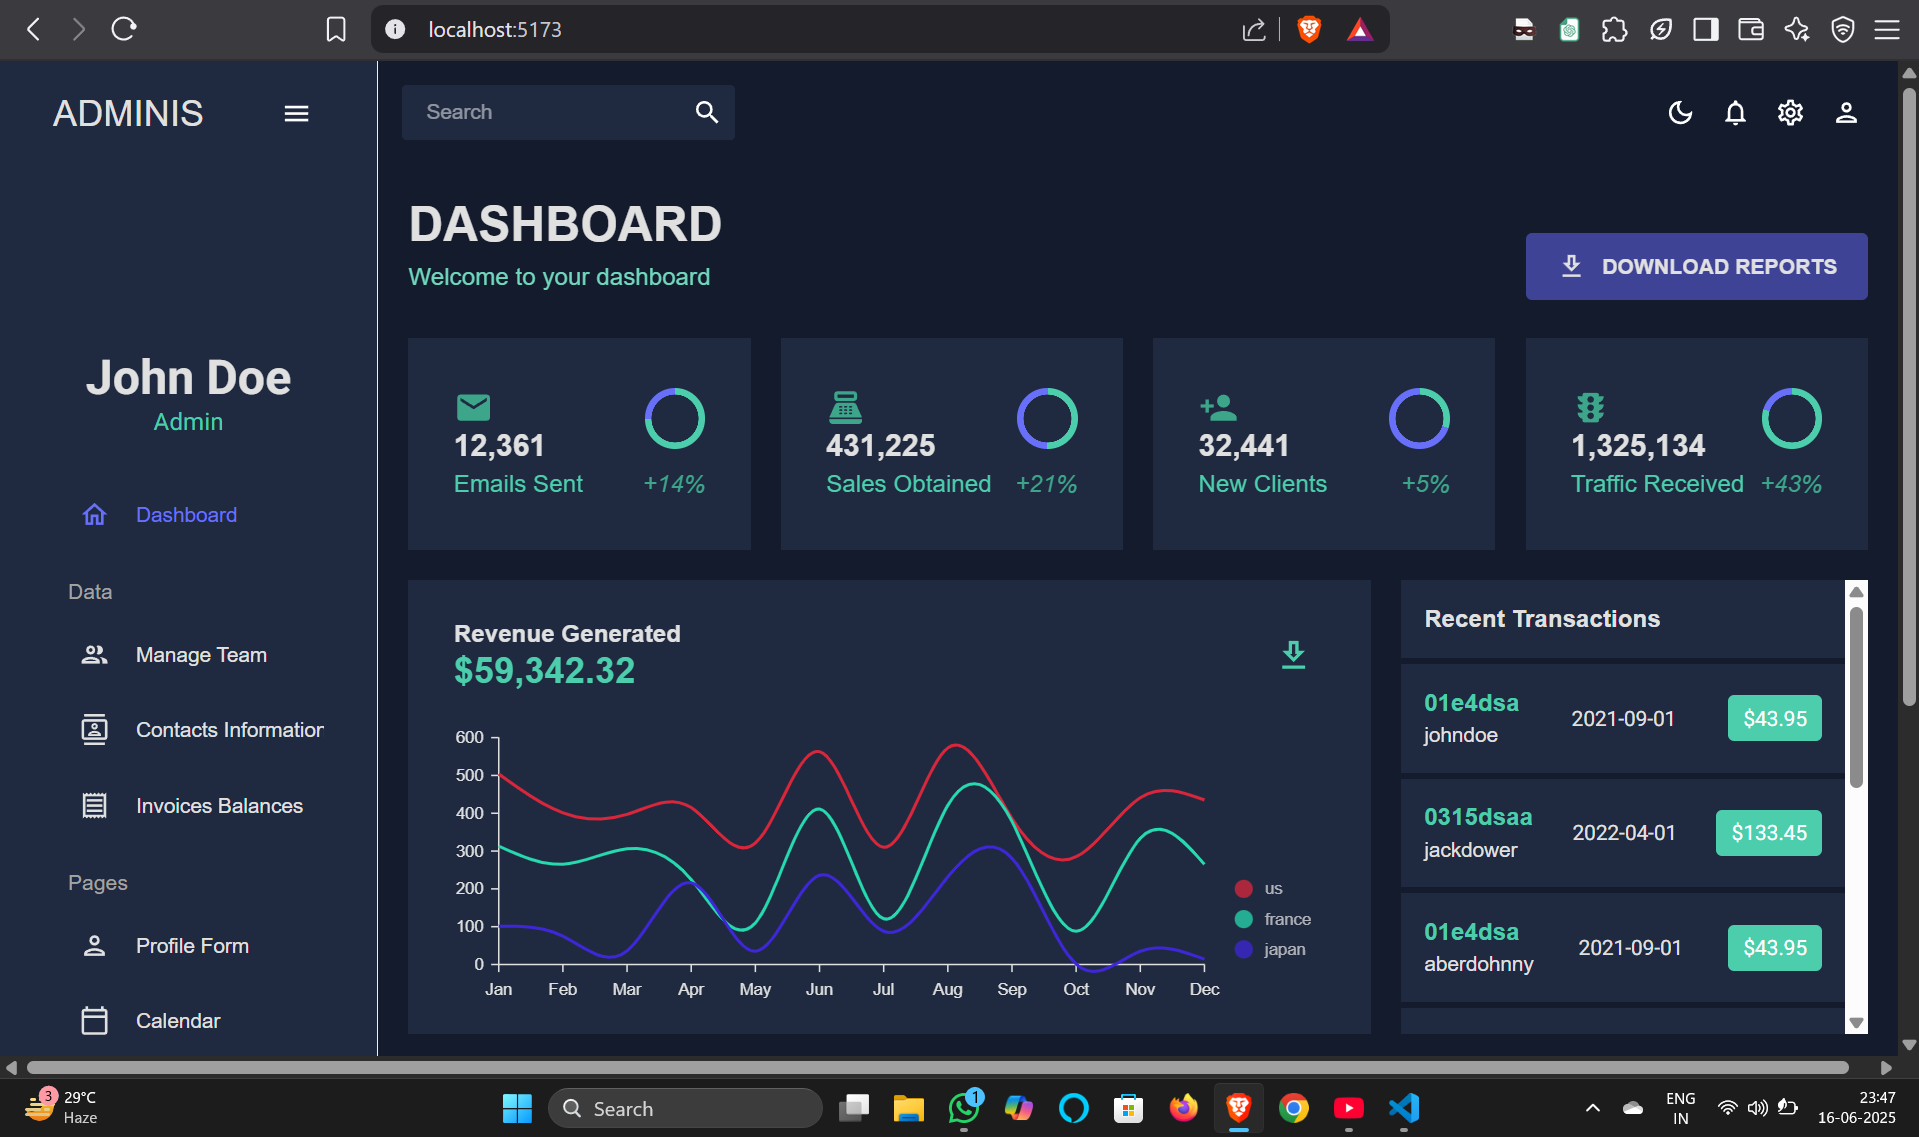 localhost:5173
ADMINIS
Search
John Doe
Admin
Dashboard
Data
Manage Team
Contacts Information
Invoices Balances
Pages
Profile Form
Calendar
DASHBOARD
Welcome to your dashboard
DOWNLOAD REPORTS
12,361
Emails Sent +14%
431,225
Sales Obtained +21%
32,441
New Clients +5%
1,325,134
Traffic Received +43%
Revenue Generated
$59,342.32
600
500
400
300
200
100
0
Jan Feb Mar Apr May Jun Jul Aug Sep Oct Nov Dec
us
france
japan
Recent Transactions
01e4dsa
johndoe
2021-09-01
$43.95
0315dsaa
jackdower
2022-04-01
$133.45
01e4dsa
aberdohnny
2021-09-01
$43.95
3
29°C
Haze
Search
1
ENG
IN
23:47
16-06-2025